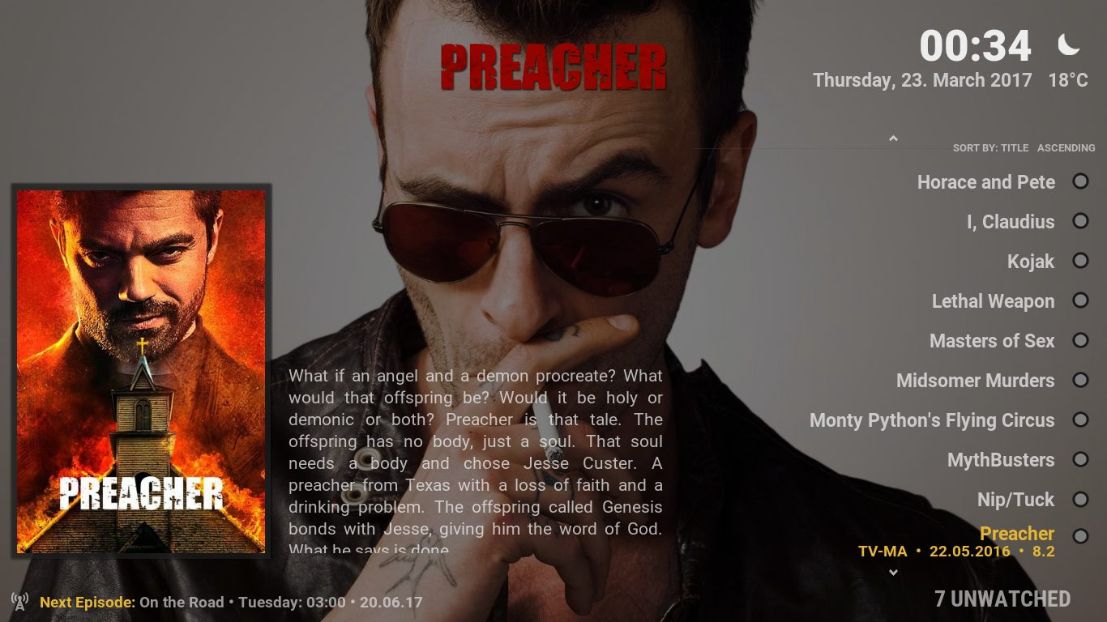 PREACHER
00:34
Thursday, 23. March 2017 18°C
SORT BY: TITLE ASCENDING
Horace and Pete
I, Claudius
Kojak
Lethal Weapon
Masters of Sex
Midsomer Murders
Monty Python's Flying Circus
MythBusters
Nip/Tuck
Preacher
TV-MA • 22.05.2016 • 8.2
7 UNWATCHED
PREACHER
What if an angel and a demon procreate? What
would that offspring be? Would it be holy or
demonic or both? Preacher is that tale. The
offspring has no body, just a soul. That soul
needs a body and chose Jesse Custer. A
preacher from Texas with a loss of faith and a
drinking problem. The offspring called Genesis
bonds with Jesse, giving him the word of God.
What he says is done
Next Episode: On the Road • Tuesday: 03:00 • 20.06.17